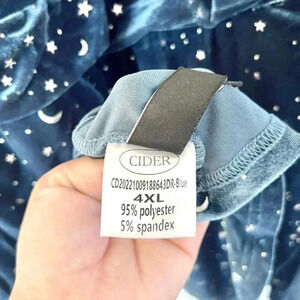 CIDER
CD20221009188643DR-Blue
4XL
95% polyester
5% spandex